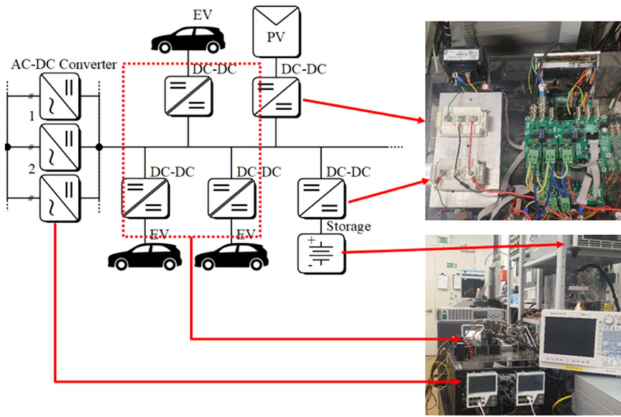 EV
PV
AC-DC Converter
DC-DC
DC-DC
1
2
DC-DC
DC-DC
DC-DC
Storage
EV
EV